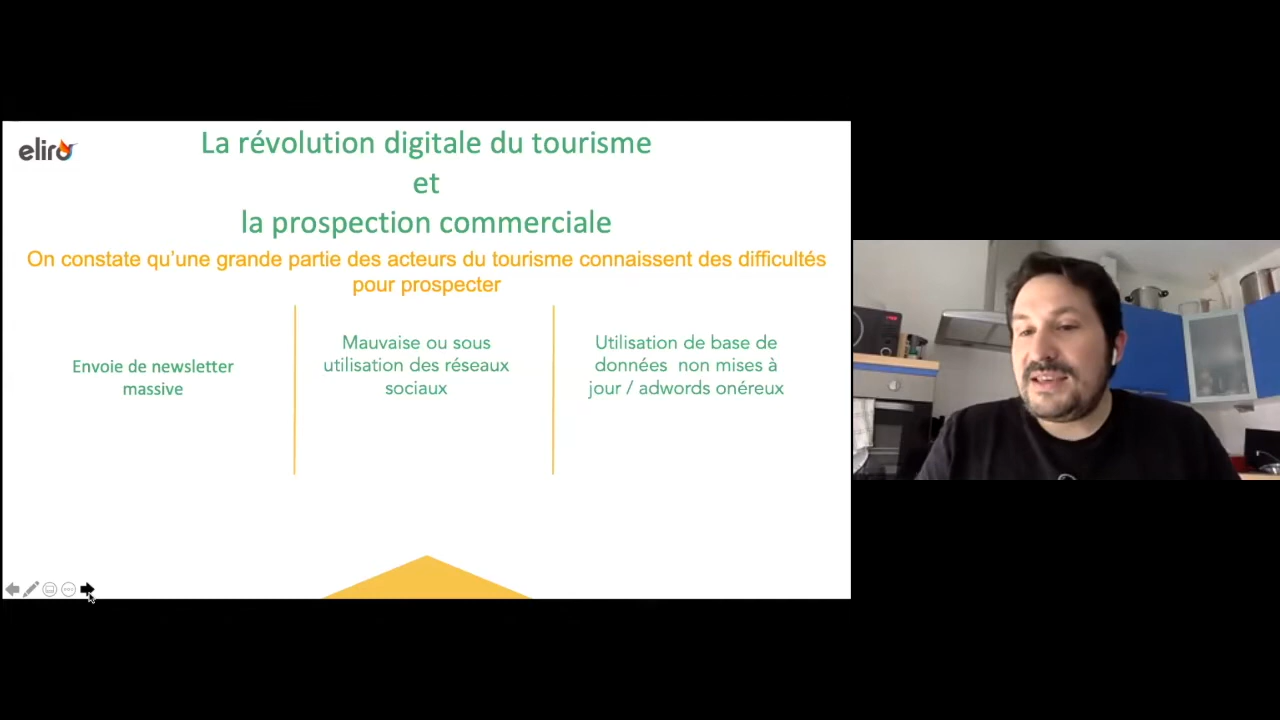 eliro
La révolution digitale du tourisme
et
la prospection commerciale
On constate qu'une grande partie des acteurs du tourisme connaissent des difficultés
pour prospecter
Envoie de newsletter
massive
Mauvaise ou sous
utilisation des réseaux
sociaux
Utilisation de base de
données non mises à
jour / adwords onéreux